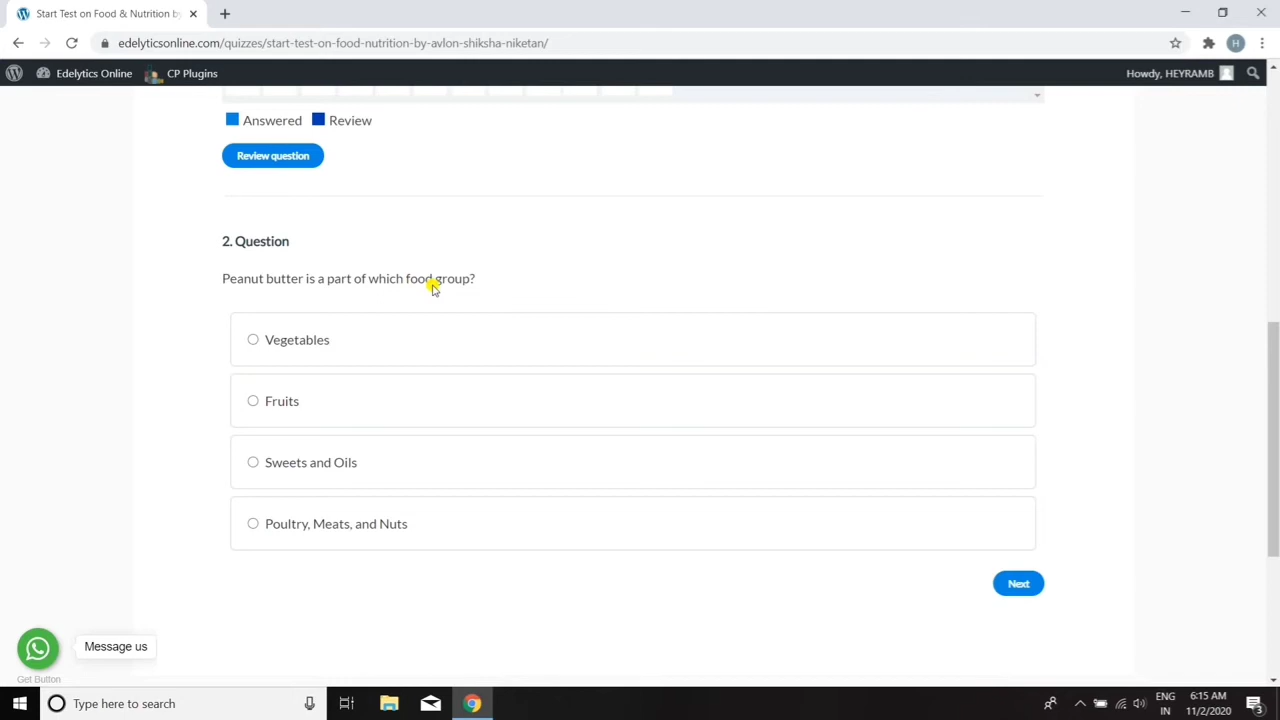 Start Test on Food & Nutrition by
edelyticsonline.com/quizzes/start-test-on-food-nutrition-by-avlon-shiksha-niketan/
H
Edelytics Online
CP Plugins
Howdy, HEYRAMB
Answered
Review
Review question
2. Question
Peanut butter is a part of which food group?
Vegetables
Fruits
Sweets and Oils
Poultry, Meats, and Nuts
Next
Message us
Get Button
Type here to search
ENG
IN
6:15 AM
11/2/2020
3